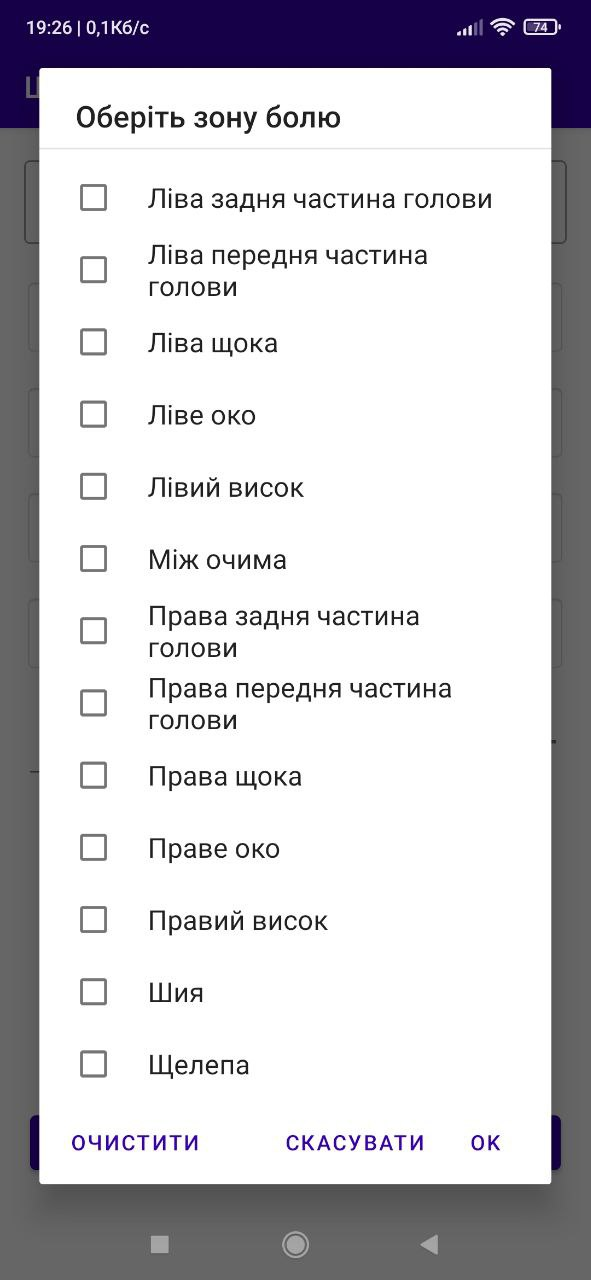 19:26 | 0,1Кб/с
74
Оберіть зону болю
Ліва задня частина голови
Ліва передня частина
голови
Ліва щока
Ліве око
Лівий висок
Між очима
Права задня частина
голови
Права передня частина
голови
Права щока
Праве око
Правий висок
Шия
Щелепа
ОЧИСТИТИ
СКАСУВАТИ
OK